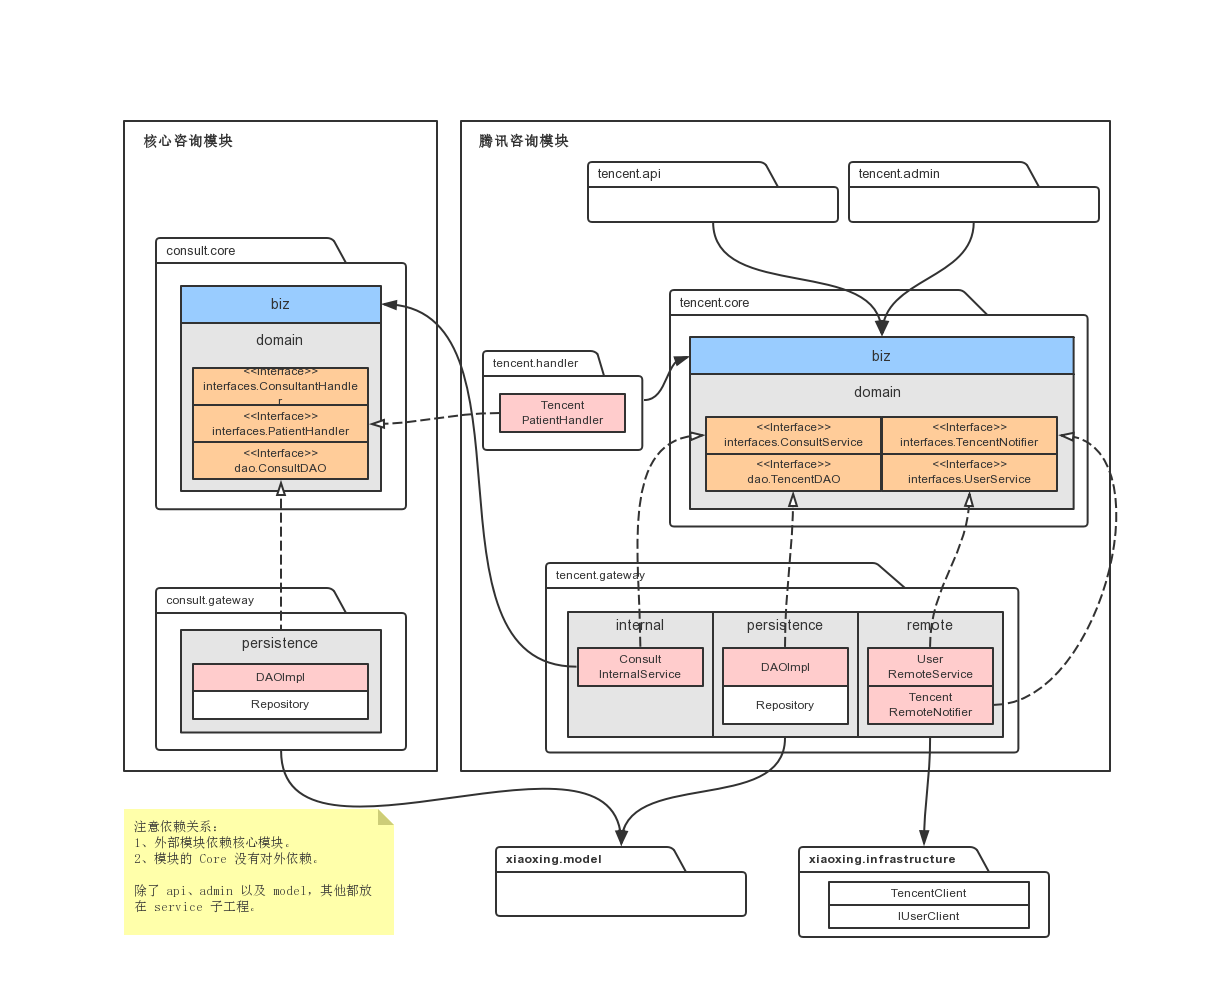 核心咨询模块
consult.core
biz
domain
<<Interface>>
interfaces.ConsultantHandle
r
<<Interface>>
interfaces.PatientHandler
<<Interface>>
dao.ConsultDAO
consult.gateway
persistence
DAOImpl
Repository
腾讯咨询模块
tencent.api
tencent.admin
tencent.core
biz
domain
<<Interface>>
interfaces.ConsultService
<<Interface>>
interfaces.TencentNotifier
<<Interface>>
dao.TencentDAO
<<Interface>>
interfaces.UserService
tencent.handler
Tencent
PatientHandler
tencent.gateway
internal
Consult
InternalService
persistence
DAOImpl
Repository
remote
User
RemoteService
Tencent
RemoteNotifier
注意依赖关系：
1、外部模块依赖核心模块。
2、模块的 Core 没有对外依赖。
除了 api、admin 以及 model，其他都放
在 service 子工程。
xiaoxing.model
xiaoxing.infrastructure
TencentClient
IUserClient